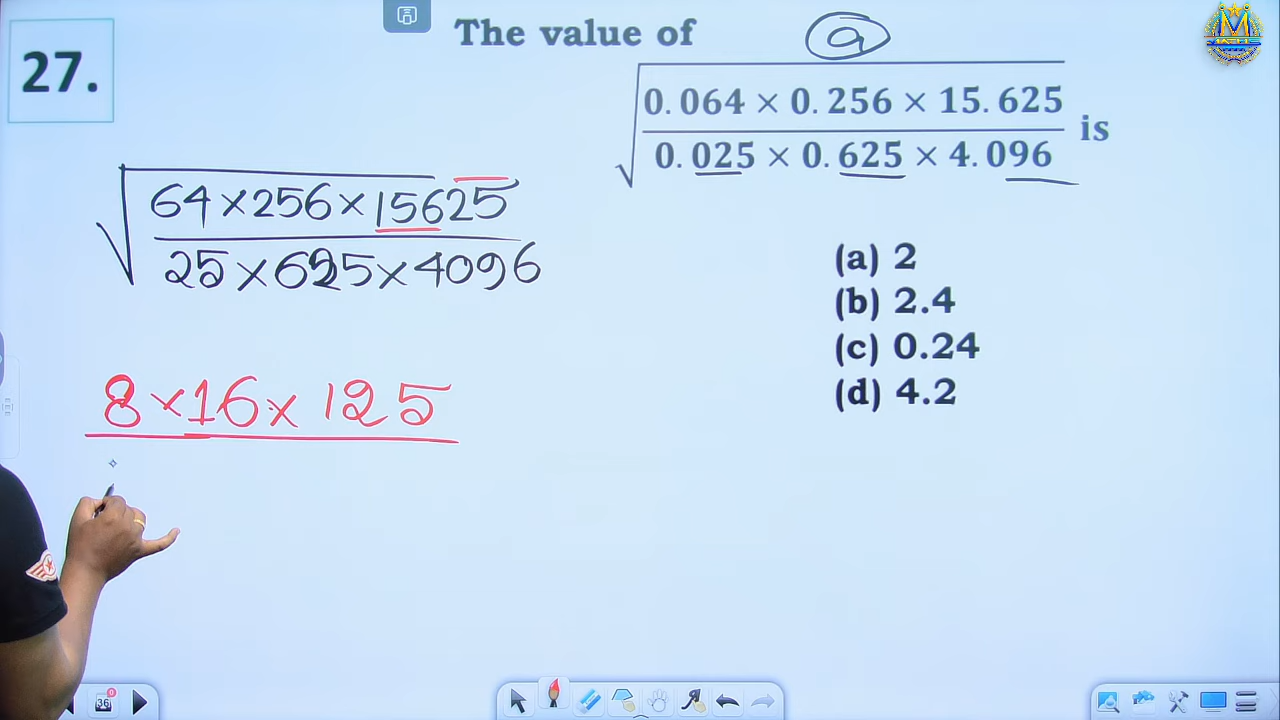 27.
The value of
a
√(0.064 × 0.256 × 15.625 / 0.025 × 0.625 × 4.096) is
√(64×256×15625 / 25×625×4096)
(a) 2
(b) 2.4
(c) 0.24
(d) 4.2
8×16×125
M
36